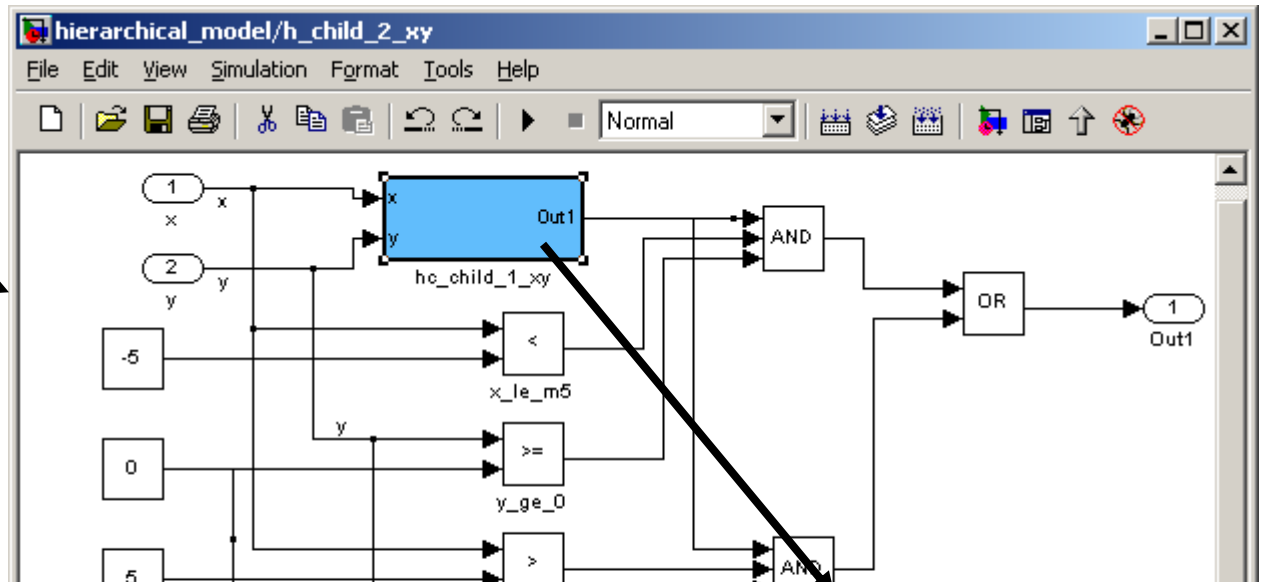 hierarchical_model/h_child_2_xy
File Edit View Simulation Format Tools Help
Normal
1
x
x
x
Out1
AND
2
y
y
y
hc_child_1_xy
OR
1
Out1
-5
<
x_le_m5
y
0
>=
y_ge_0
5
>
AND